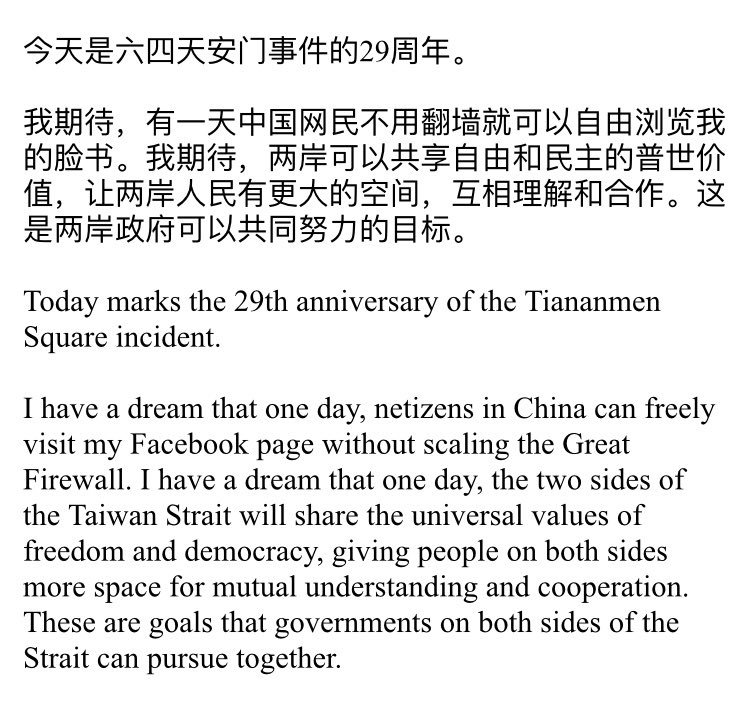 今天是六四天安门事件的29周年。
我期待，有一天中国网民不用翻墙就可以自由浏览我
的脸书。我期待，两岸可以共享自由和民主的普世价
值，让两岸人民有更大的空间，互相理解和合作。这
是两岸政府可以共同努力的目标。
Today marks the 29th anniversary of the Tiananmen
Square incident.
I have a dream that one day, netizens in China can freely
visit my Facebook page without scaling the Great
Firewall. I have a dream that one day, the two sides of
the Taiwan Strait will share the universal values of
freedom and democracy, giving people on both sides
more space for mutual understanding and cooperation.
These are goals that governments on both sides of the
Strait can pursue together.